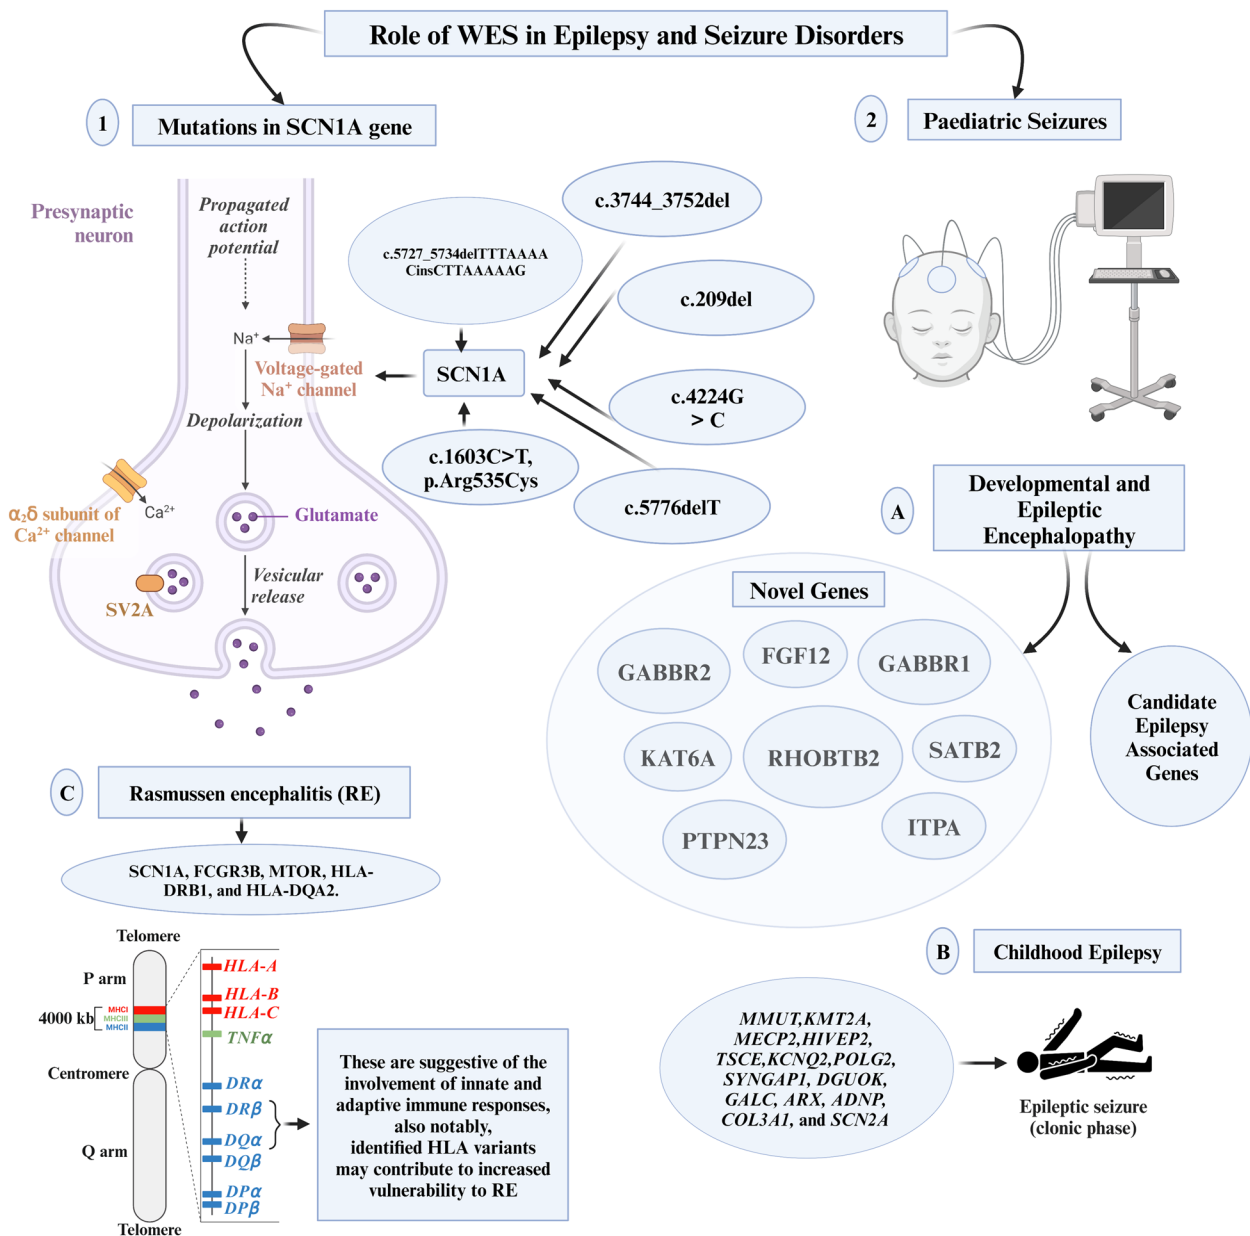 Role of WES in Epilepsy and Seizure Disorders
1
Mutations in SCN1A gene
2
Paediatric Seizures
Presynaptic
neuron
Propagated
action
potential
Na⁺
Voltage-gated
Na⁺ channel
Depolarization
α₂δ subunit of
Ca²⁺ channel
Ca²⁺
Glutamate
SV2A
Vesicular
release
c.5727_5734delTTTAAAA
CinsCTTAAAAAG
c.3744_3752del
c.209del
SCN1A
c.4224G
> C
c.1603C>T,
p.Arg535Cys
c.5776delT
A
Developmental and
Epileptic
Encephalopathy
Novel Genes
GABBR2
FGF12
GABBR1
KAT6A
RHOBTB2
SATB2
PTPN23
ITPA
Candidate
Epilepsy
Associated
Genes
B
Childhood Epilepsy
MMUT,KMT2A,
MECP2,HIVEP2,
TSCE,KCNQ2,POLG2,
SYNGAP1, DGUOK,
GALC, ARX, ADNP,
COL3A1, and SCN2A
Epileptic seizure
(clonic phase)
C
Rasmussen encephalitis (RE)
SCN1A, FCGR3B, MTOR, HLA-
DRB1, and HLA-DQA2.
Telomere
P arm
4000 kb
MHCI
MHCIII
MHCII
Centromere
Q arm
Telomere
HLA-A
HLA-B
HLA-C
TNFα
DRα
DRβ
DQα
DQβ
DPα
DPβ
These are suggestive of the
involvement of innate and
adaptive immune responses,
also notably,
identified HLA variants
may contribute to increased
vulnerability to RE